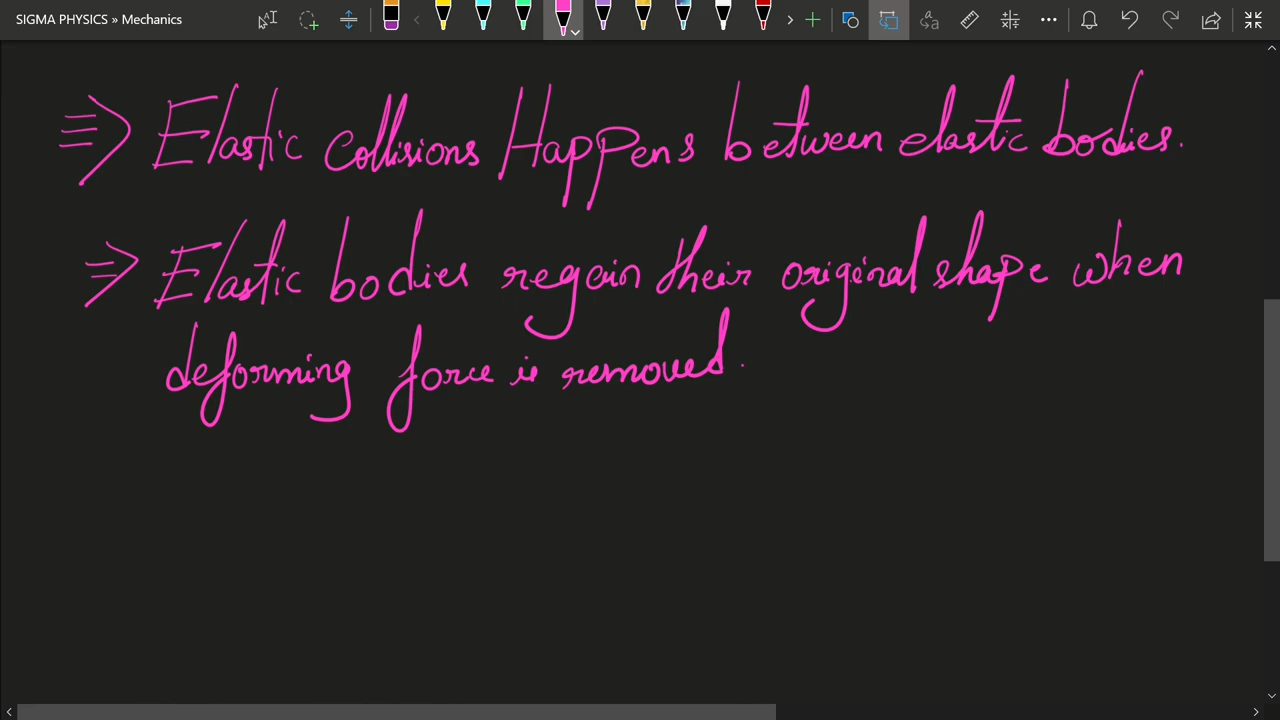 SIGMA PHYSICS » Mechanics
⇒ Elastic Collisions Happens between elastic bodies.
⇒ Elastic bodies regain their original shape when
deforming force is removed.